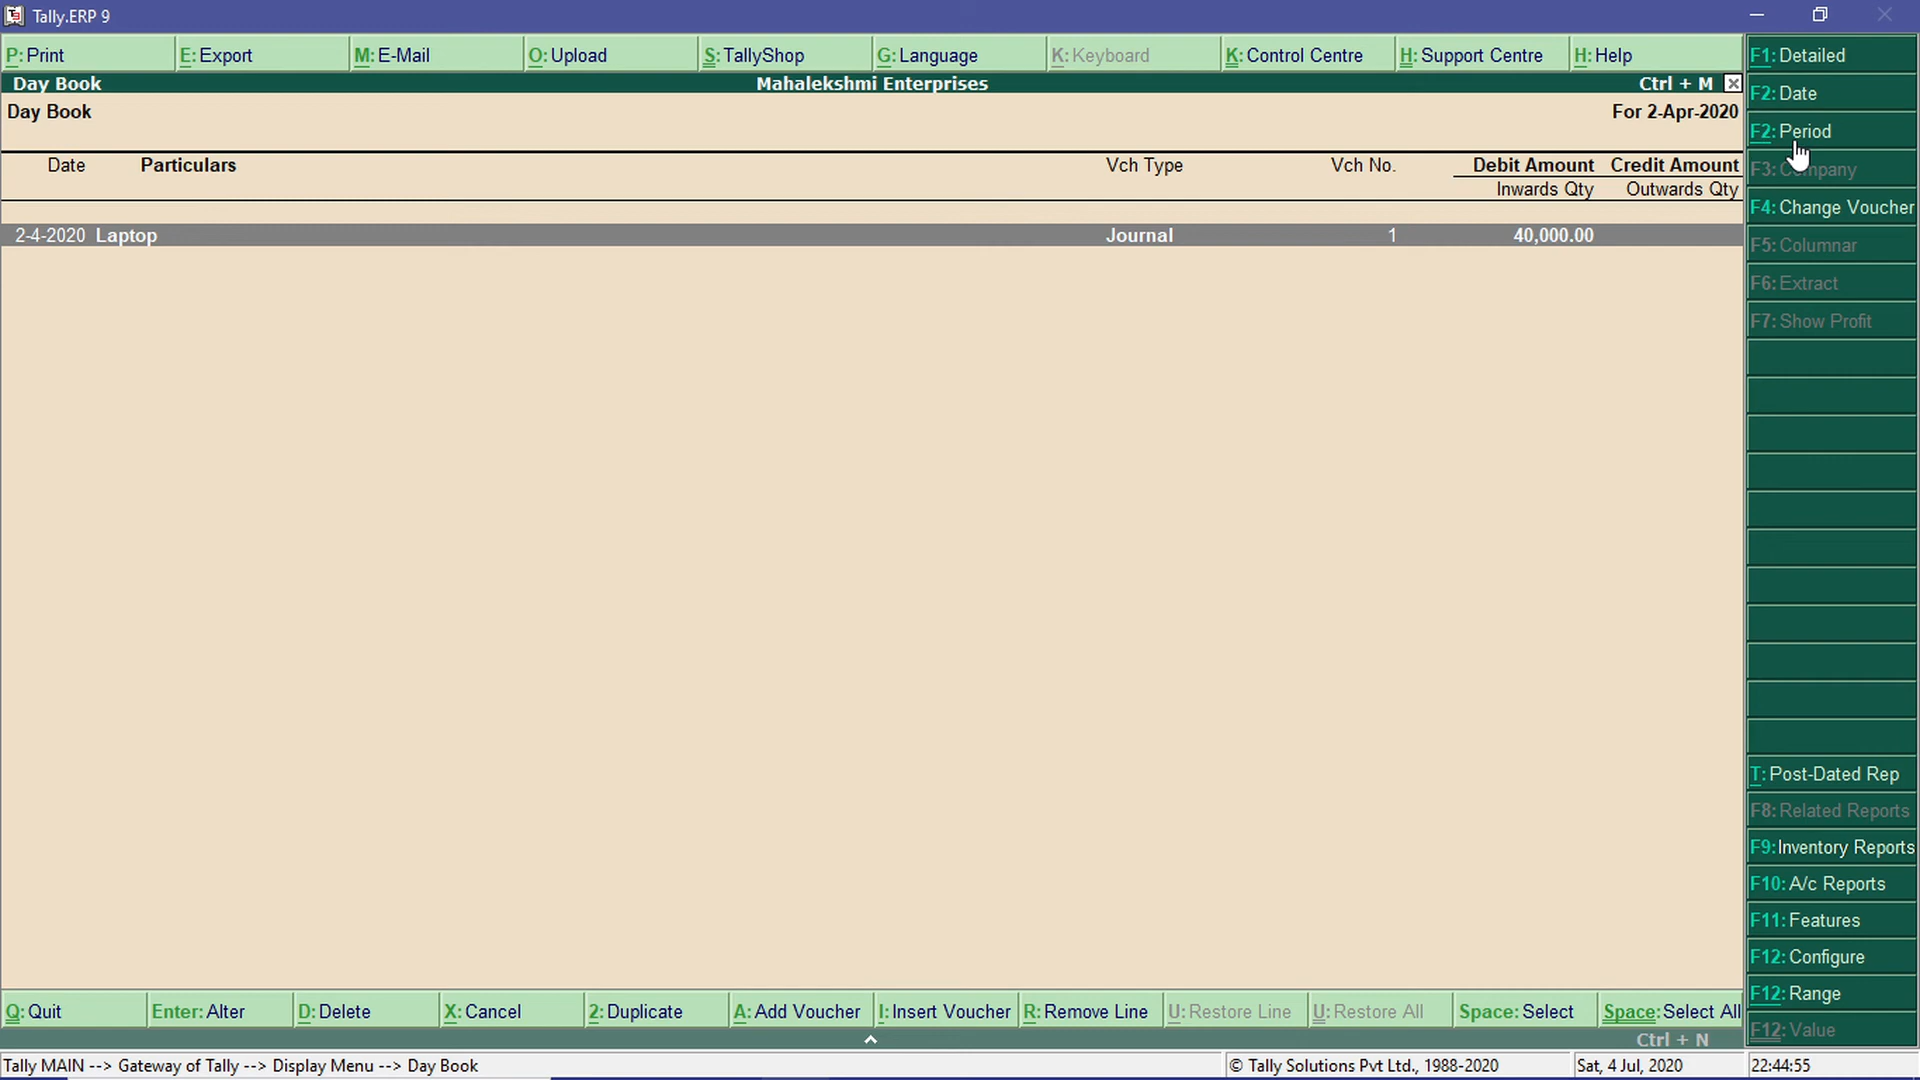 Tally.ERP 9
P: Print E: Export M: E-Mail O: Upload S: TallyShop G: Language K: Keyboard K: Control Centre H: Support Centre H: Help
Day Book Mahalekshmi Enterprises Ctrl + M
Day Book For 2-Apr-2020
Date Particulars Vch Type Vch No. Debit Amount Credit Amount
Inwards Qty Outwards Qty
2-4-2020 Laptop Journal 1 40,000.00
F1: Detailed
F2: Date
F2: Period
F3: Company
F4: Change Voucher
F5: Columnar
F6: Extract
F7: Show Profit
T: Post-Dated Rep
F8: Related Reports
F9: Inventory Reports
F10: A/c Reports
F11: Features
F12: Configure
F12: Range
F12: Value
Q: Quit Enter: Alter D: Delete X: Cancel 2: Duplicate A: Add Voucher I: Insert Voucher R: Remove Line U: Restore Line U: Restore All Space: Select Space: Select All
Ctrl + N
Tally MAIN --> Gateway of Tally --> Display Menu --> Day Book © Tally Solutions Pvt Ltd., 1988-2020 Sat, 4 Jul, 2020 22:44:55